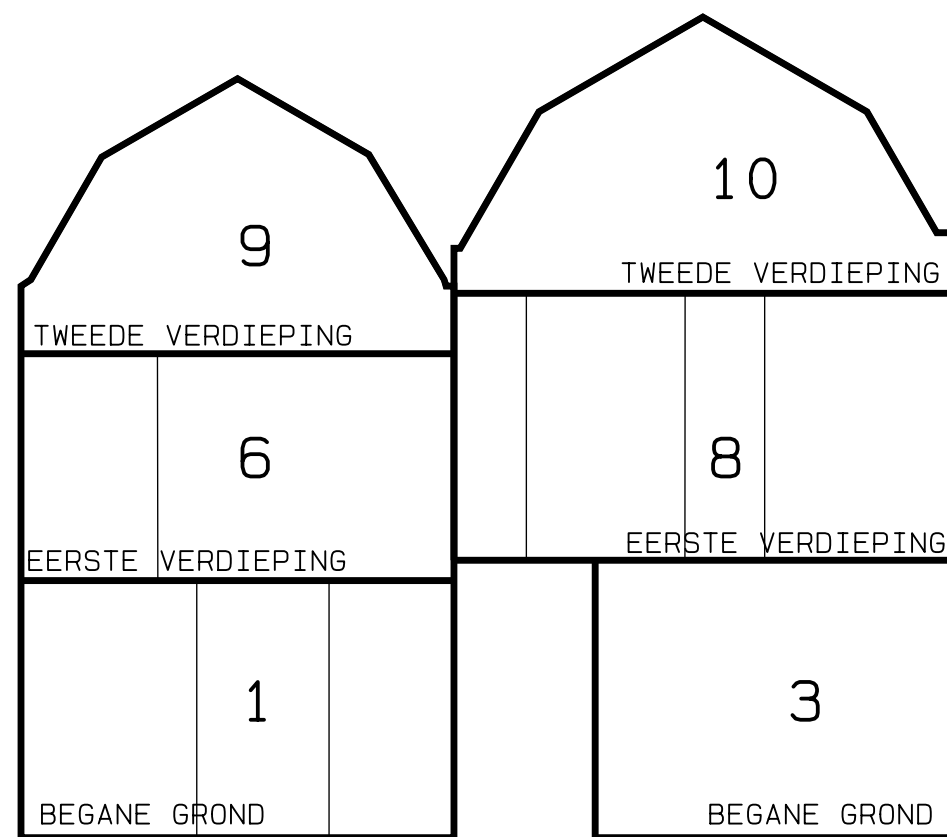 10
9
TWEEDE VERDIEPING
TWEEDE VERDIEPING
6
8
EERSTE VERDIEPING
EERSTE VERDIEPING
1
3
BEGANE GROND
BEGANE GROND